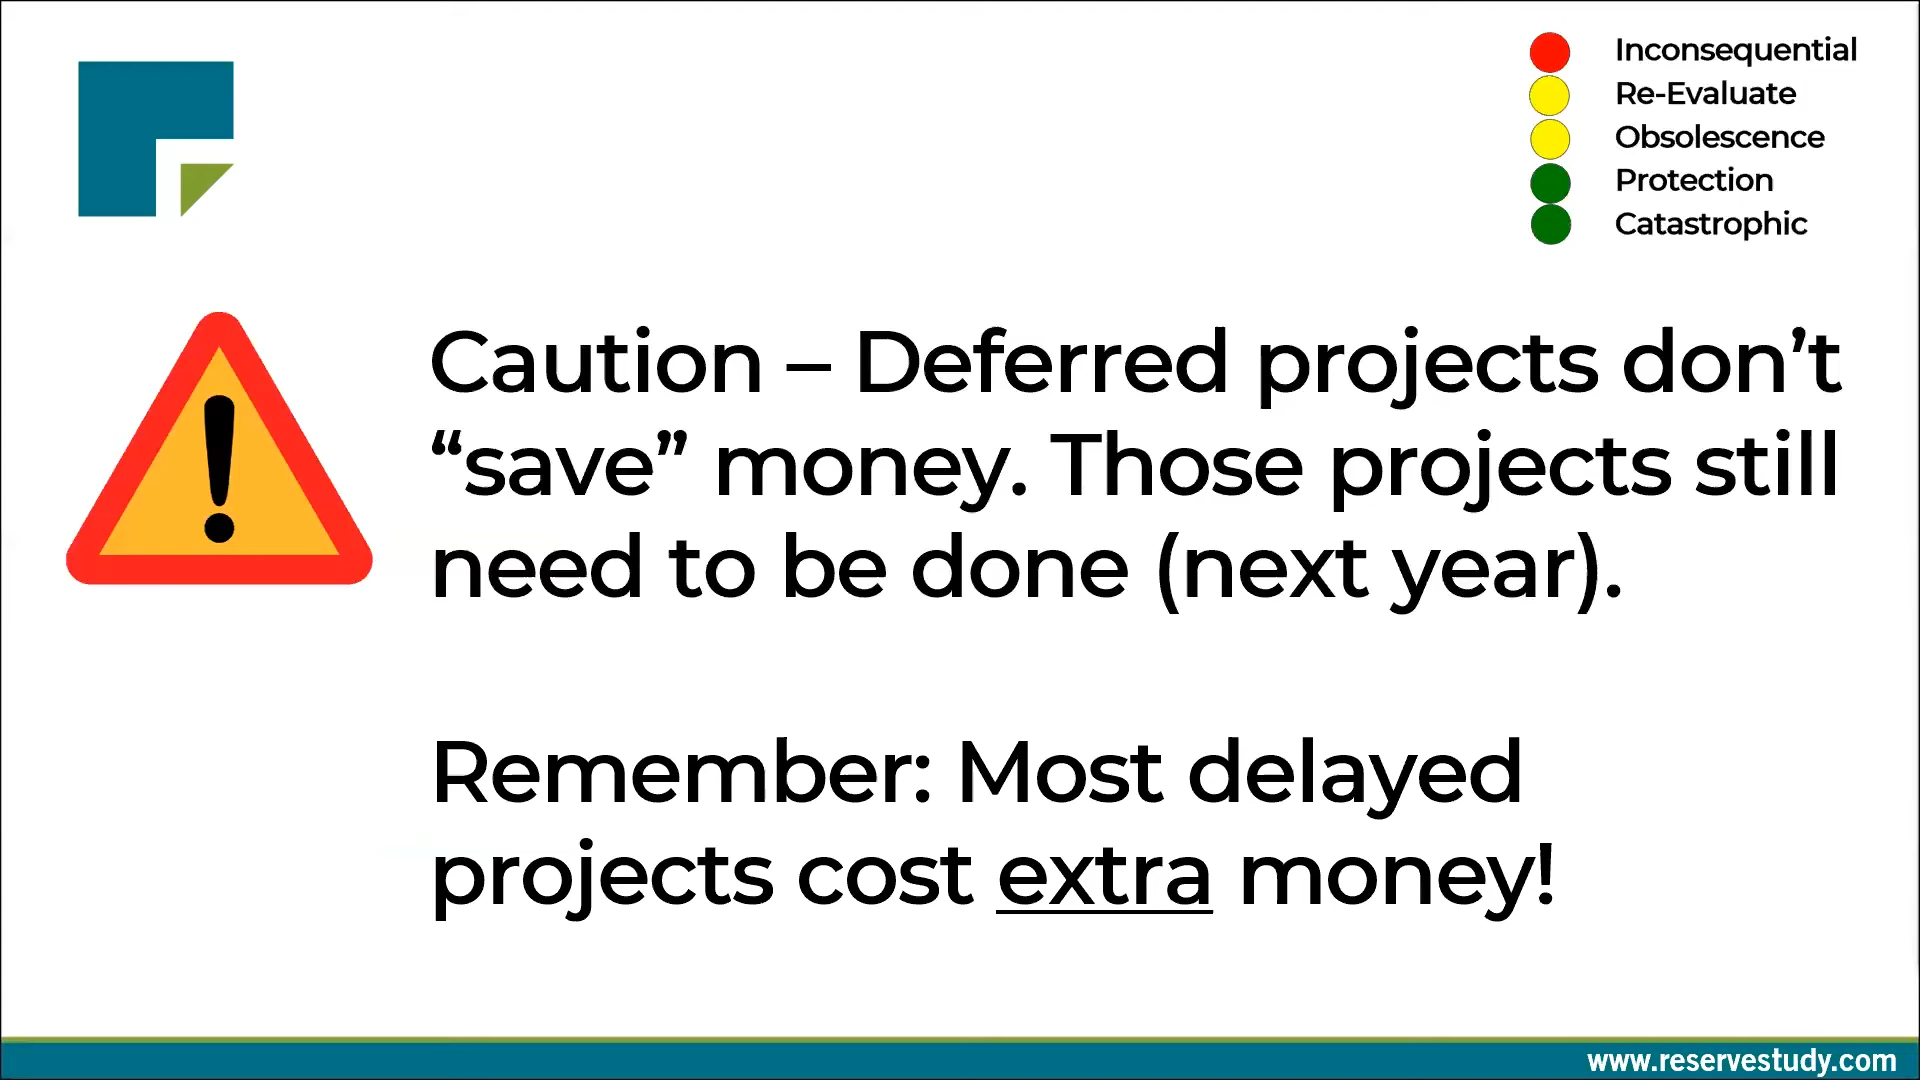 Inconsequential
Re-Evaluate
Obsolescence
Protection
Catastrophic
Caution – Deferred projects don’t
“save” money. Those projects still
need to be done (next year).
Remember: Most delayed
projects cost extra money!
www.reservestudy.com